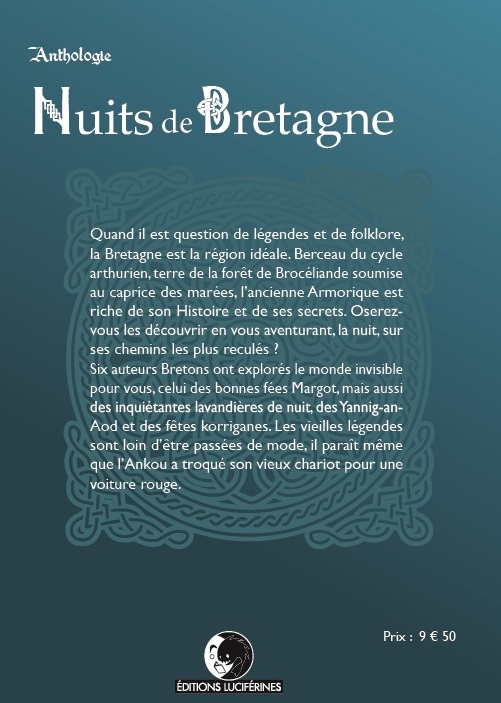 Anthologie
Nuits de Bretagne
Quand il est question de légendes et de folklore,
la Bretagne est la région idéale. Berceau du cycle
arthurien, terre de la forêt de Brocéliande soumise
au caprice des marées, l'ancienne Armorique est
riche de son Histoire et de ses secrets. Oserez-
vous les découvrir en vous aventurant, la nuit, sur
ses chemins les plus reculés ?
Six auteurs Bretons ont explorés le monde invisible
pour vous, celui des bonnes fées Margot, mais aussi
des inquiétantes lavandières de nuit, des Yannig-an-
Aod et des fêtes korriganes. Les vieilles légendes
sont loin d'être passées de mode, il paraît même
que l'Ankou a troqué son vieux chariot pour une
voiture rouge.
Prix : 9 € 50
ÉDITIONS LUCIFÉRINES